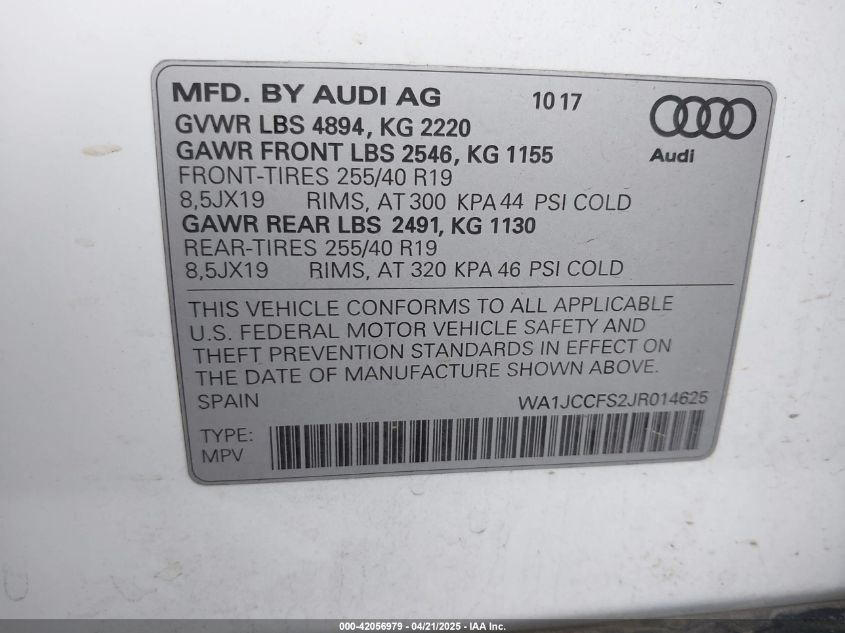 MFD. BY AUDI AG 10 17
GVWR LBS 4894, KG 2220
GAWR FRONT LBS 2546, KG 1155
Audi
FRONT-TIRES 255/40 R19
8,5JX19 RIMS, AT 300 KPA 44 PSI COLD
GAWR REAR LBS 2491, KG 1130
REAR-TIRES 255/40 R19
8,5JX19 RIMS, AT 320 KPA 46 PSI COLD
THIS VEHICLE CONFORMS TO ALL APPLICABLE
U.S. FEDERAL MOTOR VEHICLE SAFETY AND
THEFT PREVENTION STANDARDS IN EFFECT ON
THE DATE OF MANUFACTURE SHOWN ABOVE.
SPAIN WA1JCCFS2JR014625
TYPE:
MPV
000-42056979 - 04/21/2025 - IAA Inc.